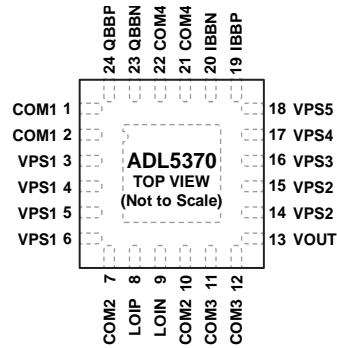 24 QBBP
23 QBBN
22 COM4
21 COM4
20 IBBN
19 IBBP
COM1 1
COM1 2
VPS1 3
VPS1 4
VPS1 5
VPS1 6
ADL5370
TOP VIEW
(Not to Scale)
18 VPS5
17 VPS4
16 VPS3
15 VPS2
14 VPS2
13 VOUT
COM2 7
LOIP 8
LOIN 9
COM2 10
COM3 11
COM3 12